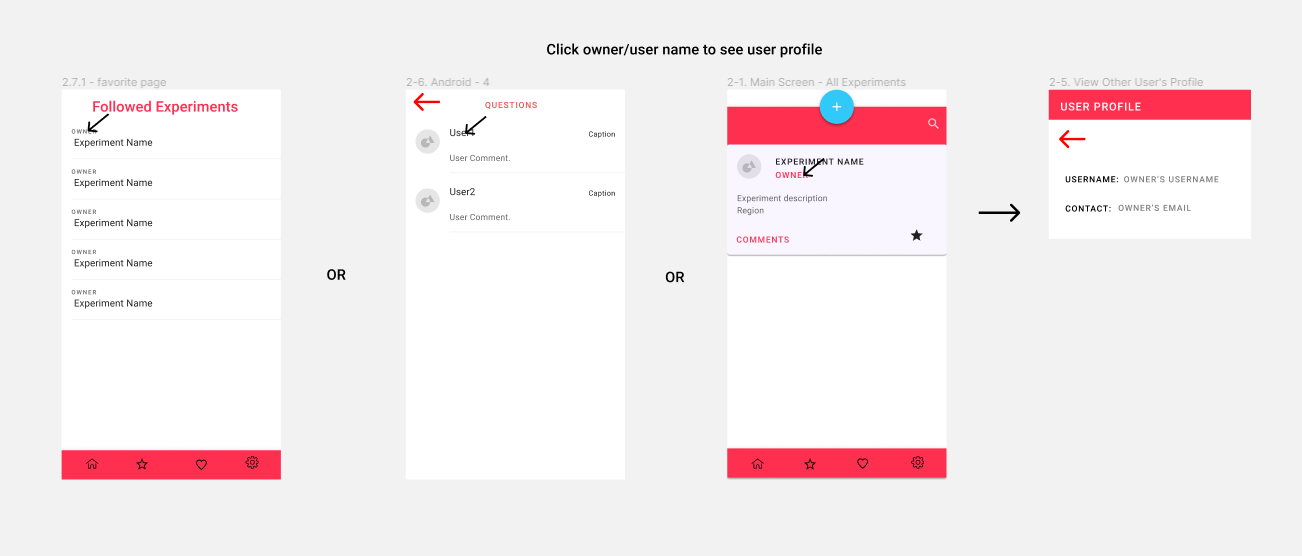 Click owner/user name to see user profile
2.7.1 - favorite page
Followed Experiments
OWNER
Experiment Name
OWNER
Experiment Name
OWNER
Experiment Name
OWNER
Experiment Name
OWNER
Experiment Name
OR
2-6. Android - 4
QUESTIONS
User1
Caption
User Comment.
User2
Caption
User Comment.
OR
2-1. Main Screen - All Experiments
+
EXPERIMENT NAME
OWNER
Experiment description
Region
COMMENTS
2-5. View Other User's Profile
USER PROFILE
USERNAME: OWNER'S USERNAME
CONTACT: OWNER'S EMAIL